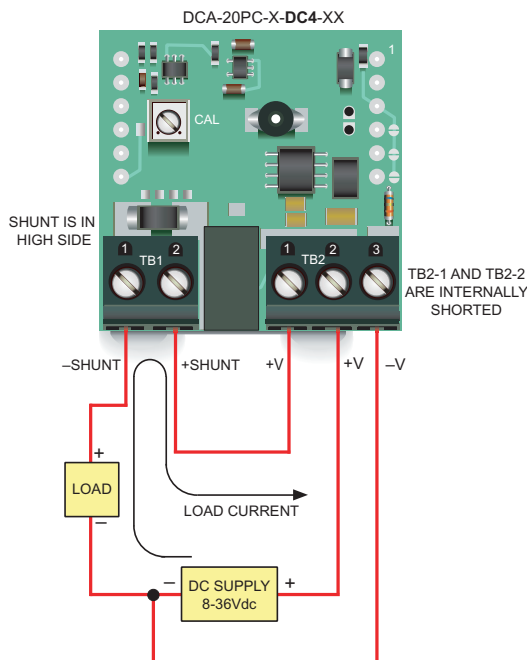 DCA-20PC-X-DC4-XX
1
CAL
SHUNT IS IN
HIGH SIDE
1 2
TB1
1 2 3
TB2
TB2-1 AND TB2-2
ARE INTERNALLY
SHORTED
–SHUNT +SHUNT +V +V –V
+
LOAD
–
LOAD CURRENT
– DC SUPPLY +
8-36Vdc